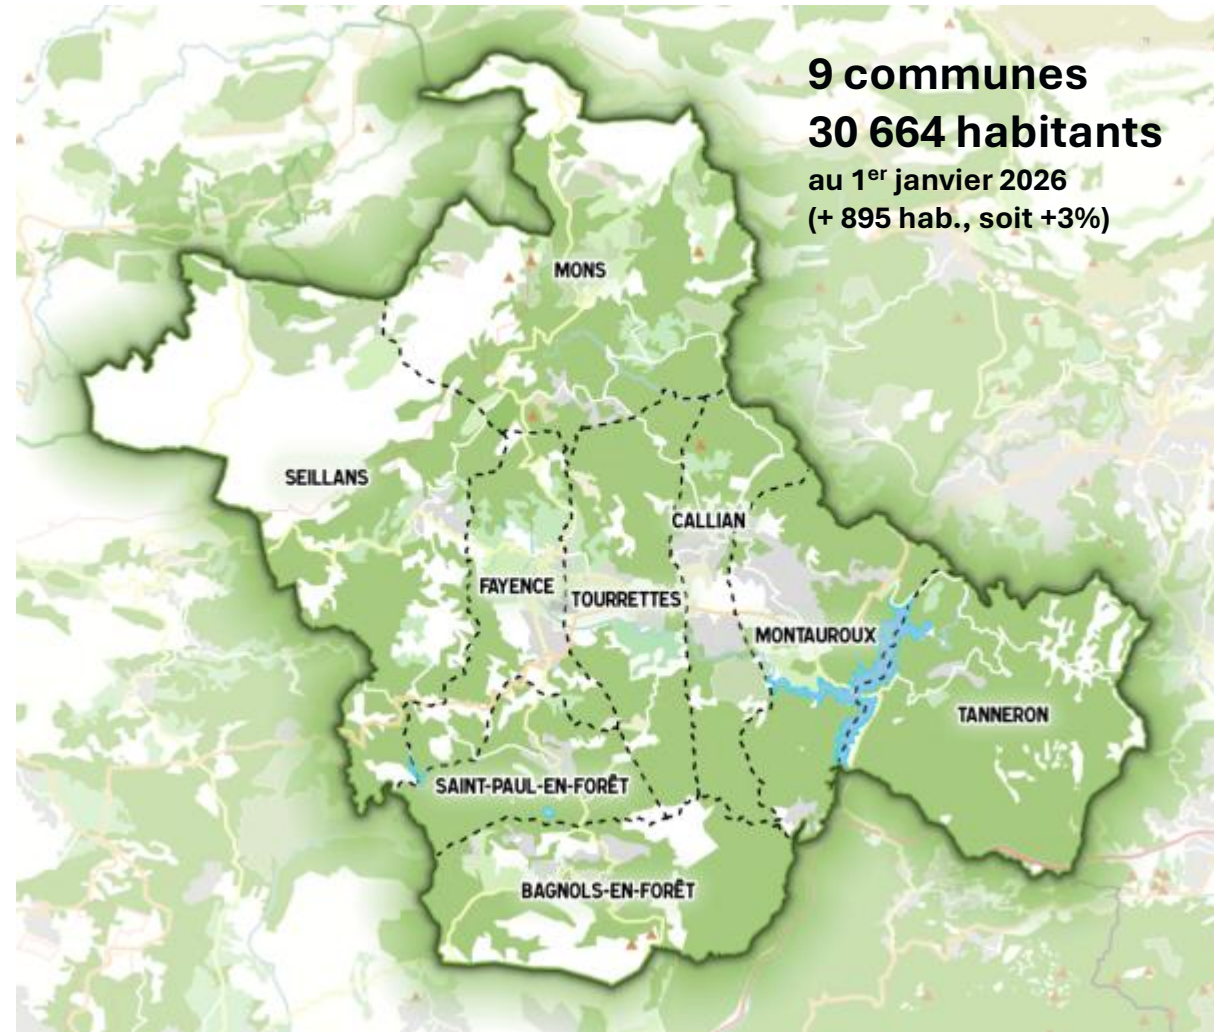 9 communes
30 664 habitants
au 1er janvier 2026
(+ 895 hab., soit +3%)
MONS
SEILLANS
CALLIAN
FAYENCE
TOURRETTES
MONTAUROUX
TANNERON
SAINT-PAUL-EN-FORÊT
BAGNOLS-EN-FORÊT